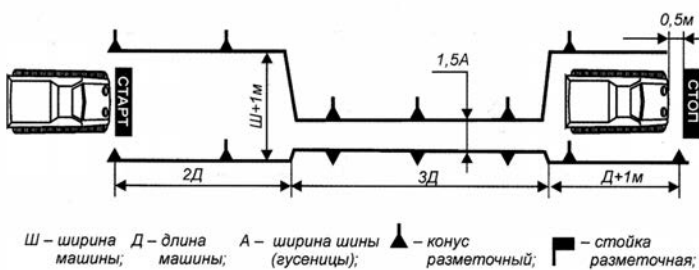 0,5м
1,5А
СТАРТ
Ш+1м
СТОП
2Д
3Д
Д+1м
Ш – ширина машины;
Д – длина машины;
А – ширина шины (гусеницы);
– конус разметочный;
– стойка разметочная;